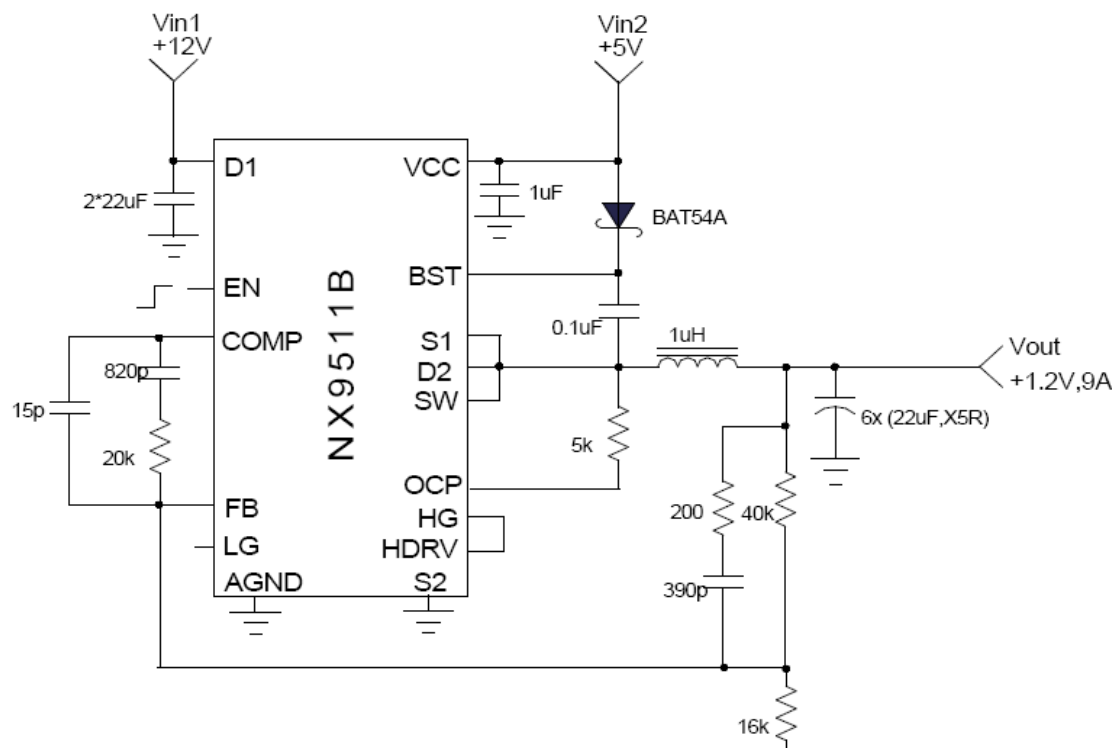 Vin1
+12V
Vin2
+5V
D1
VCC
2*22uF
1uF
BAT54A
EN
BST
0.1uF
COMP
S1
1uH
Vout
820p
D2
+1.2V,9A
15p
SW
6x (22uF,X5R)
NX9511B
20k
5k
OCP
FB
HG
200
40k
LG
HDRV
AGND
S2
390p
16k